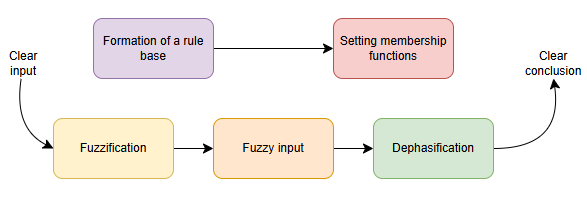 Formation of a rule
base
Setting membership
functions
Clear
input
Clear
conclusion
Fuzzification
Fuzzy input
Dephasification